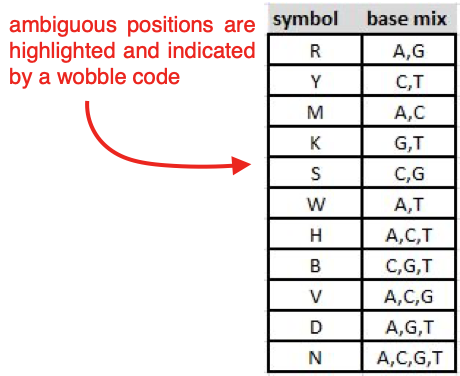 ambiguous positions are
highlighted and indicated
by a wobble code
symbol base mix
R A,G
Y C,T
M A,C
K G,T
S C,G
W A,T
H A,C,T
B C,G,T
V A,C,G
D A,G,T
N A,C,G,T